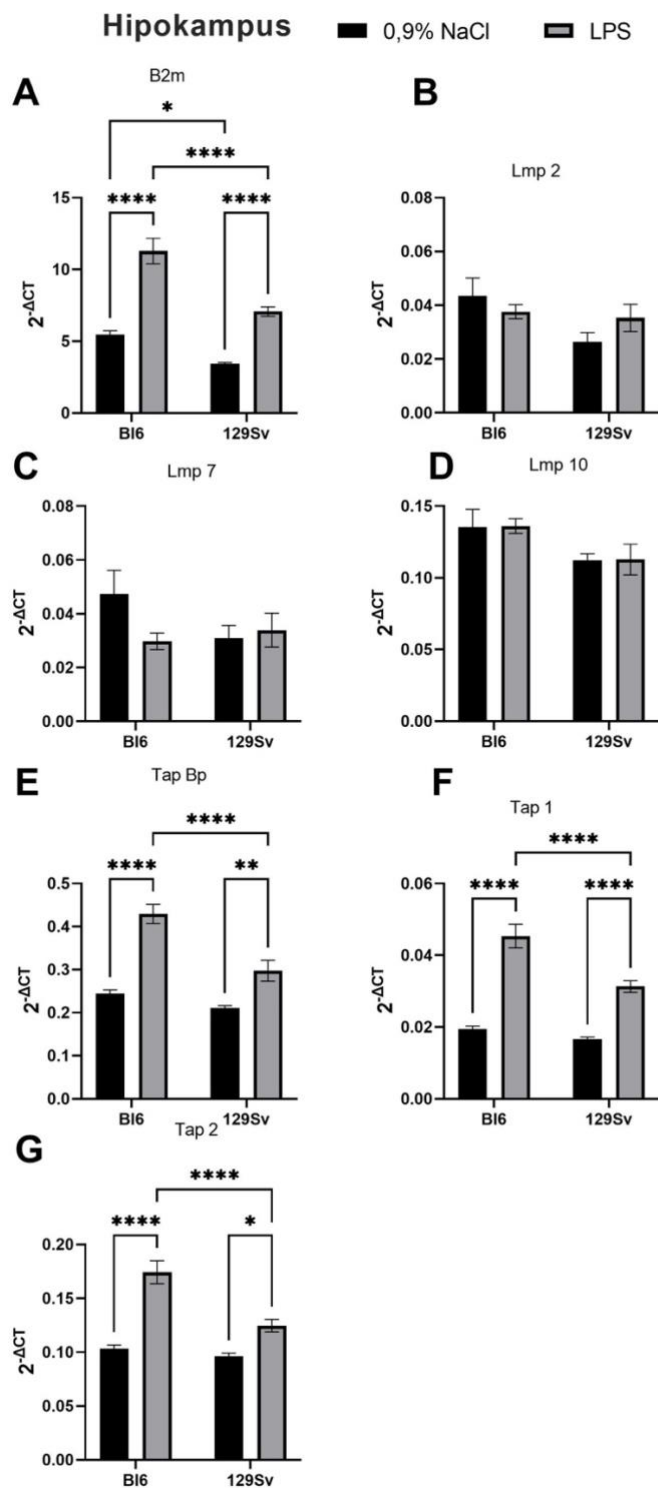 Hipokampus 0,9% NaCl LPS
A B2m
*
****
**** ****
15
10
5
0
2^-ΔCT
Bl6 129Sv
B Lmp 2
0.08
0.06
0.04
0.02
0.00
2^-ΔCT
Bl6 129Sv
C Lmp 7
0.08
0.06
0.04
0.02
0.00
2^-ΔCT
Bl6 129Sv
D Lmp 10
0.15
0.10
0.05
0.00
2^-ΔCT
Bl6 129Sv
E Tap Bp
****
**** **
0.5
0.4
0.3
0.2
0.1
0.0
2^-ΔCT
Bl6 129Sv
F Tap 1
****
**** ****
0.06
0.04
0.02
0.00
2^-ΔCT
Bl6 129Sv
G Tap 2
****
**** *
0.20
0.15
0.10
0.05
0.00
2^-ΔCT
Bl6 129Sv